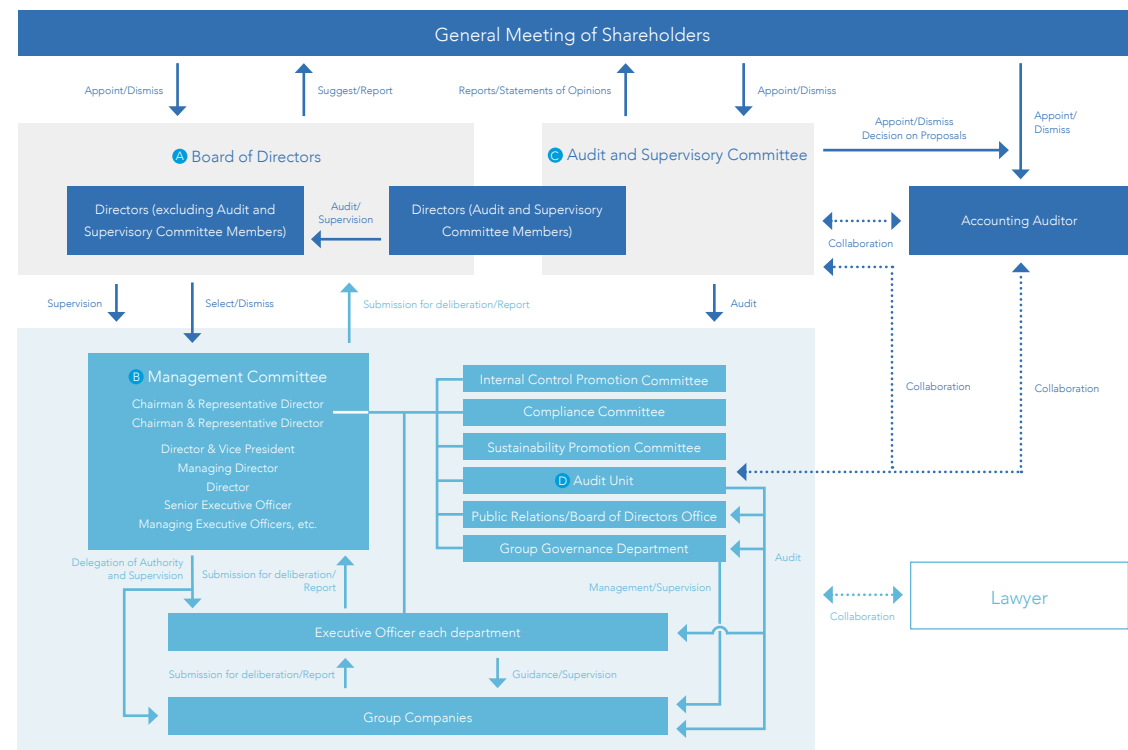 General Meeting of Shareholders
Appoint/Dismiss
Suggest/Report
Reports/Statements of Opinions
Appoint/Dismiss
Appoint/Dismiss
Decision on Proposals
Appoint/
Dismiss
A Board of Directors
C Audit and Supervisory Committee
Directors (excluding Audit and
Supervisory Committee Members)
Audit/
Supervision
Directors (Audit and Supervisory
Committee Members)
Accounting Auditor
Collaboration
Supervision
Select/Dismiss
Submission for deliberation/Report
Audit
B Management Committee
Chairman & Representative Director
Chairman & Representative Director
Director & Vice President
Managing Director
Director
Senior Executive Officer
Managing Executive Officers, etc.
Internal Control Promotion Committee
Compliance Committee
Sustainability Promotion Committee
D Audit Unit
Public Relations/Board of Directors Office
Group Governance Department
Collaboration
Collaboration
Delegation of Authority
and Supervision
Submission for deliberation/
Report
Management/Supervision
Audit
Lawyer
Collaboration
Executive Officer each department
Submission for deliberation/Report
Guidance/Supervision
Group Companies